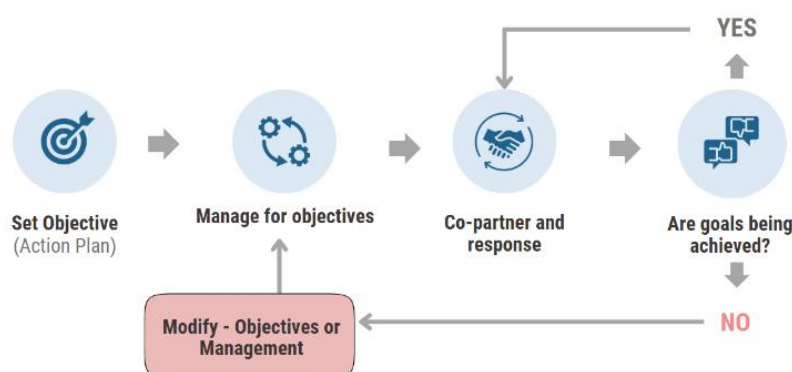 YES
Set Objective
(Action Plan)
Manage for objectives
Co-partner and
response
Are goals being
achieved?
Modify - Objectives or
Management
NO